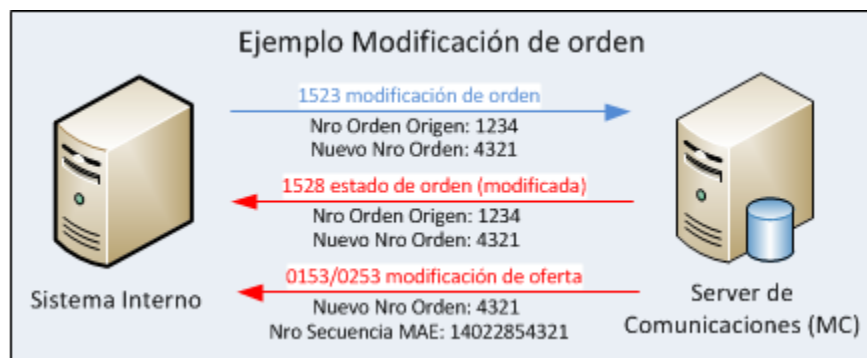 Ejemplo Modificación de orden
1523 modificación de orden
Nro Orden Origen: 1234
Nuevo Nro Orden: 4321
1528 estado de orden (modificada)
Nro Orden Origen: 1234
Nuevo Nro Orden: 4321
0153/0253 modificación de oferta
Nuevo Nro Orden: 4321
Nro Secuencia MAE: 14022854321
Sistema Interno
Server de
Comunicaciones (MC)